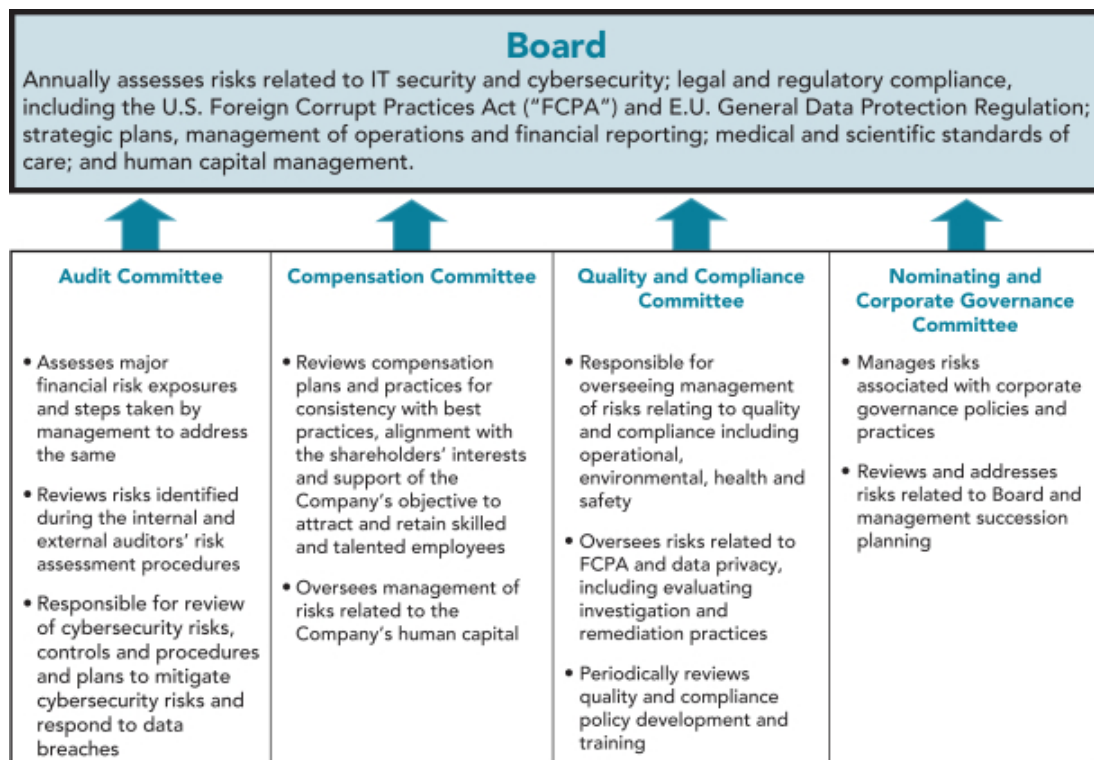 Board
Annually assesses risks related to IT security and cybersecurity; legal and regulatory compliance,
including the U.S. Foreign Corrupt Practices Act (“FCPA”) and E.U. General Data Protection Regulation;
strategic plans, management of operations and financial reporting; medical and scientific standards of
care; and human capital management.
Audit Committee
• Assesses major
financial risk exposures
and steps taken by
management to address
the same
• Reviews risks identified
during the internal and
external auditors’ risk
assessment procedures
• Responsible for review
of cybersecurity risks,
controls and procedures
and plans to mitigate
cybersecurity risks and
respond to data
breaches
Compensation Committee
• Reviews compensation
plans and practices for
consistency with best
practices, alignment with
the shareholders’ interests
and support of the
Company’s objective to
attract and retain skilled
and talented employees
• Oversees management of
risks related to the
Company’s human capital
Quality and Compliance
Committee
• Responsible for
overseeing management
of risks relating to quality
and compliance including
operational,
environmental, health and
safety
• Oversees risks related to
FCPA and data privacy,
including evaluating
investigation and
remediation practices
• Periodically reviews
quality and compliance
policy development and
training
Nominating and
Corporate Governance
Committee
• Manages risks
associated with corporate
governance policies and
practices
• Reviews and addresses
risks related to Board and
management succession
planning